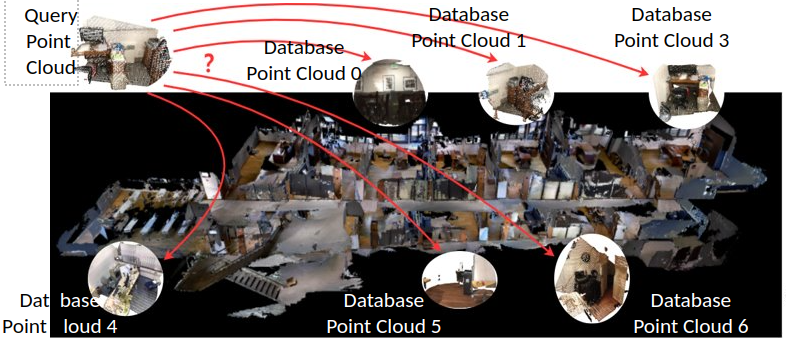 Query
Point
Cloud
?
Database
Point Cloud 0
Database
Point Cloud 1
Database
Point Cloud 3
Dat base
Point loud 4
Database
Point Cloud 5
Database
Point Cloud 6